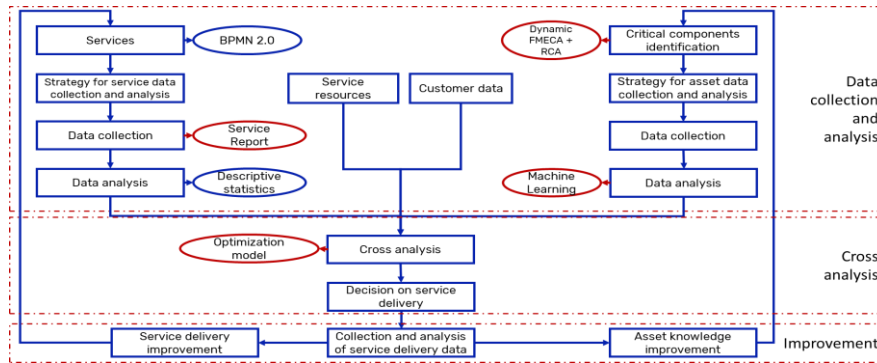 Services
BPMN 2.0
Strategy for service data
collection and analysis
Data collection
Service
Report
Data analysis
Descriptive
statistics
Service
resources
Customer data
Dynamic
FMECA +
RCA
Critical components
identification
Strategy for asset data
collection and analysis
Data collection
Machine
Learning
Data analysis
Data
collection
and
analysis
Optimization
model
Cross analysis
Decision on service
delivery
Cross
analysis
Service delivery
improvement
Collection and analysis
of service delivery data
Asset knowledge
improvement
Improvement